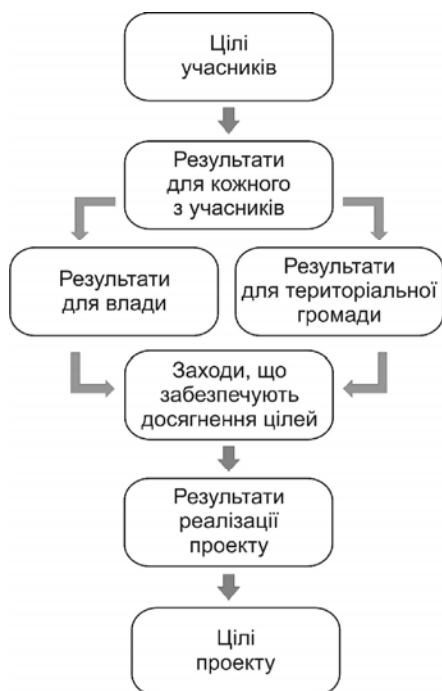 Цілі
учасників
Результати
для кожного
з учасників
Результати
для влади
Результати
для територіальної
громади
Заходи, що
забезпечують
досягнення цілей
Результати
реалізації
проекту
Цілі
проекту